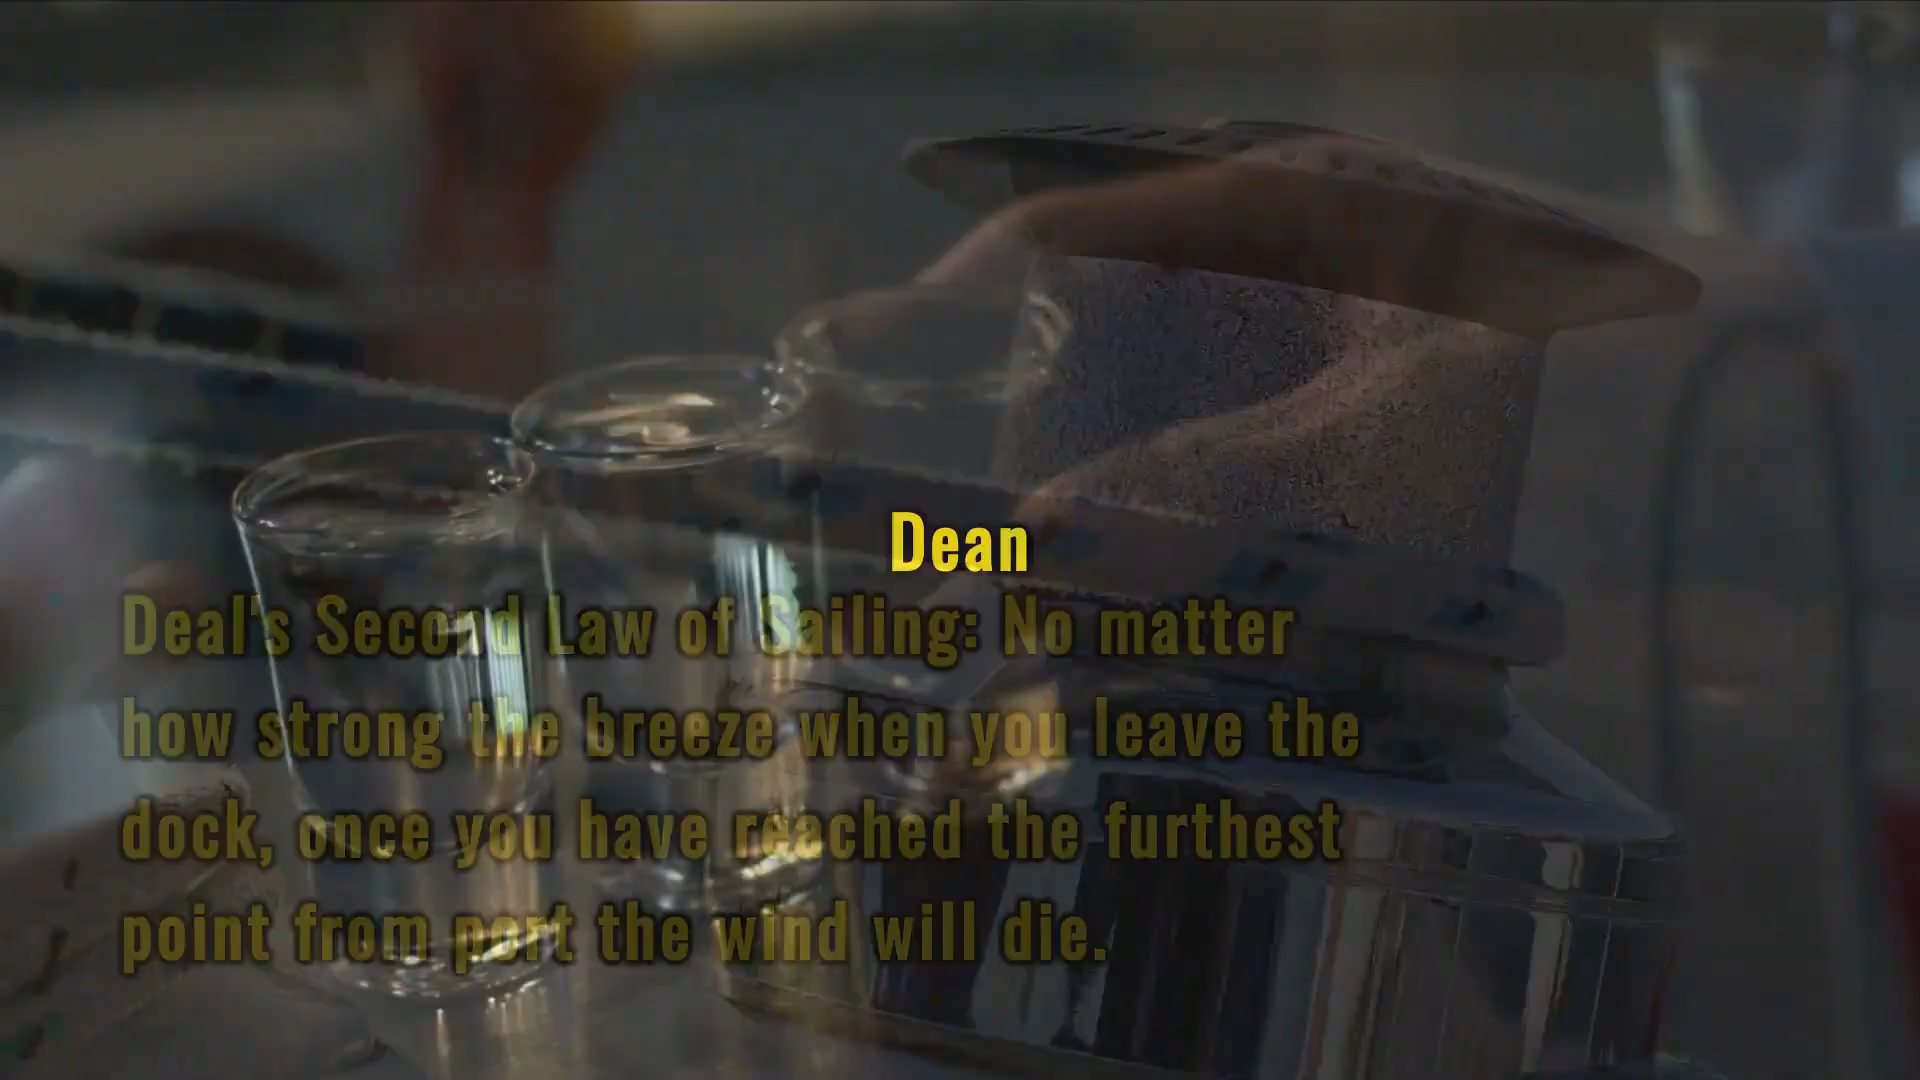 Dean
Deal's Second Law of Sailing: No matter
how strong the breeze when you leave the
dock, once you have reached the furthest
point from port the wind will die.